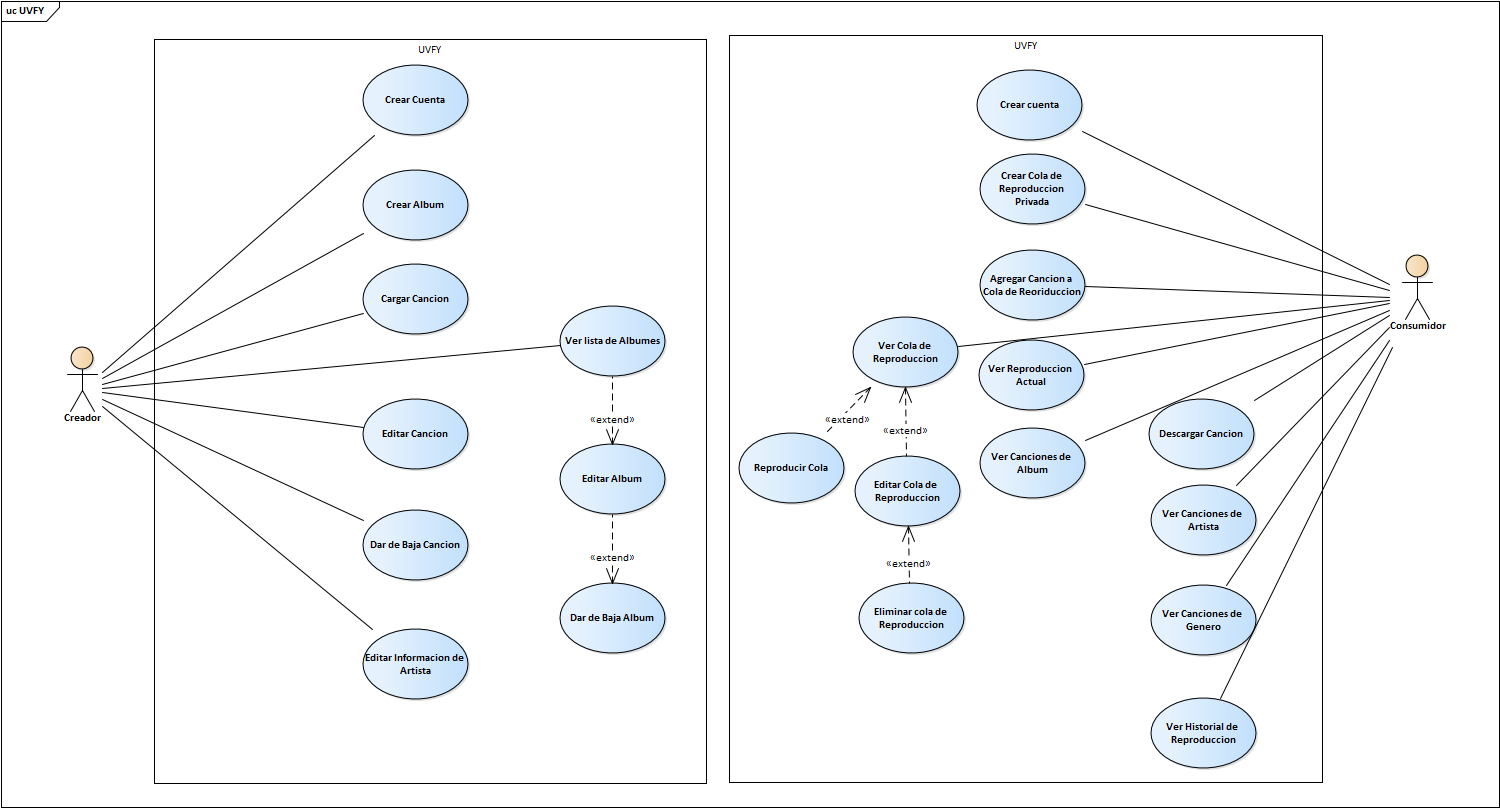 uc UVFY
UVFY
Crear Cuenta
Crear Album
Cargar Cancion
Ver lista de Albumes
«extend»
Creador
Editar Cancion
Editar Album
«extend»
Dar de Baja Cancion
Dar de Baja Album
Editar Informacion de
Artista
UVFY
Crear cuenta
Crear Cola de
Reproduccion
Privada
Agregar Cancion a
Cola de Reoriduccion
Consumidor
Ver Cola de
Reproduccion
Ver Reproduccion
Actual
«extend»
«extend»
Descargar Cancion
Ver Canciones de
Album
Reproducir Cola
Editar Cola de
Reproduccion
Ver Canciones de
Artista
«extend»
Eliminar cola de
Reproduccion
Ver Canciones de
Genero
Ver Historial de
Reproduccion